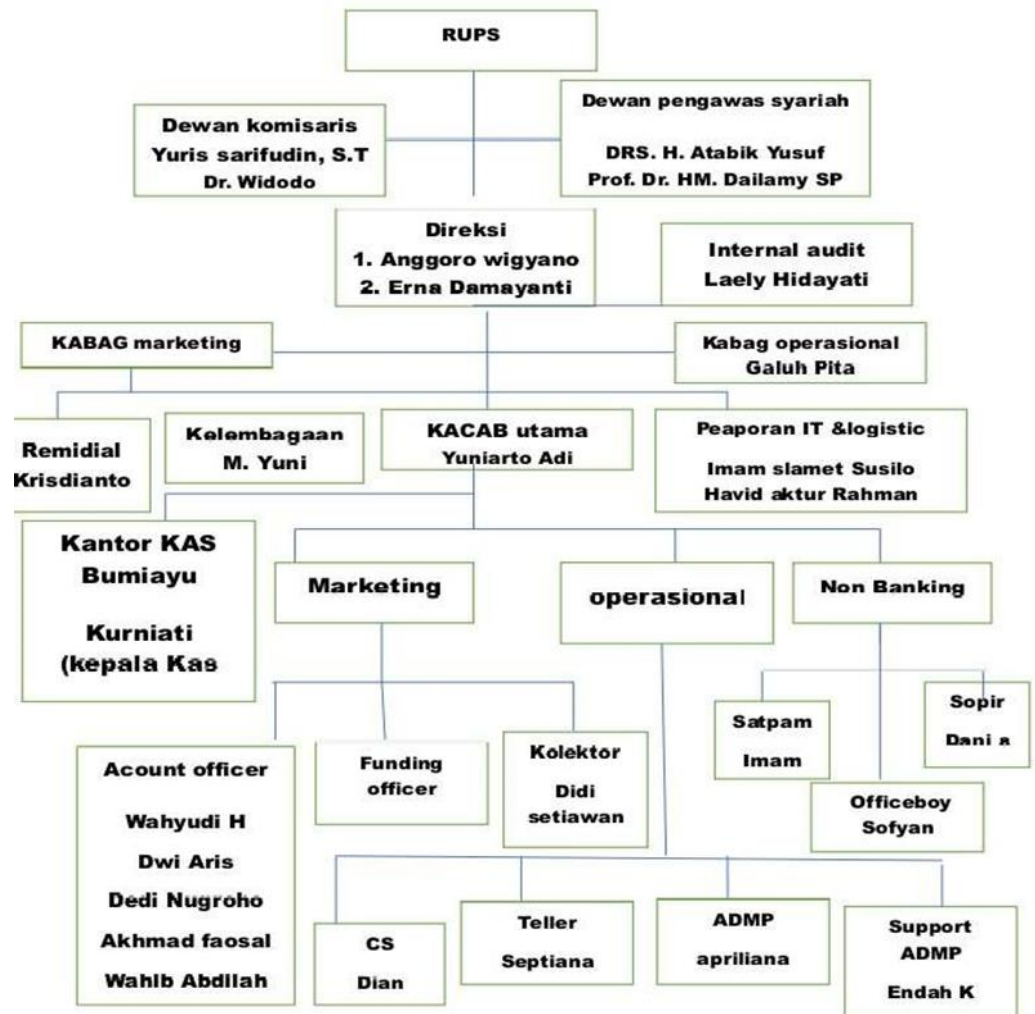 RUPS
Dewan komisaris
Yuris sarifudin, S.T
Dr. Widodo
Dewan pengawas syariah
DRS. H. Atabik Yusuf
Prof. Dr. HM. Dailamy SP
Direksi
1. Anggoro wigyano
2. Erna Damayanti
Internal audit
Laely Hidayati
KABAG marketing
Kabag operasional
Galuh Pita
Remidial
Krisdianto
Kelembagaan
M. Yuni
KACAB utama
Yuniarto Adi
Peaporan IT &logistic
Imam slamet Susilo
Havid aktur Rahman
Kantor KAS
Bumiayu
Kurniati
(kepala Kas
Marketing
operasional
Non Banking
Acount officer
Wahyudi H
Dwi Aris
Dedi Nugroho
Akhmad faosal
Wahib Abdllah
Funding
officer
Kolektor
Didi
setiawan
Satpam
Imam
Sopir
Dani a
Officeboy
Sofyan
CS
Dian
Teller
Septiana
ADMP
apriliana
Support
ADMP
Endah K